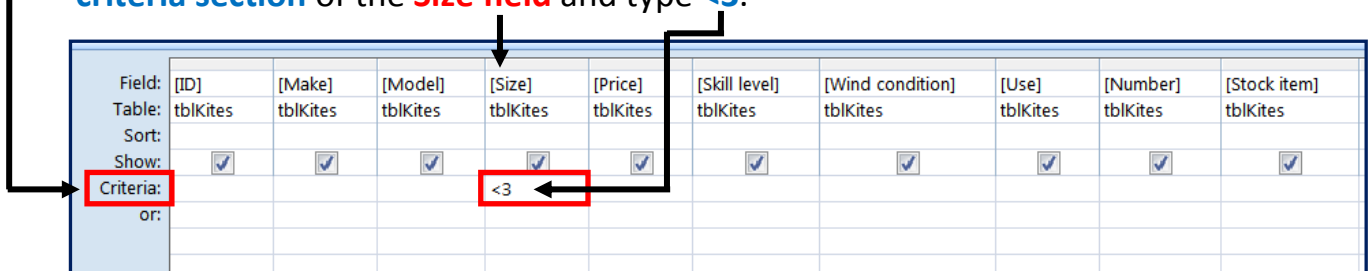 criteria section of the Size field and type <3.
Field: [ID] [Make] [Model] [Size] [Price] [Skill level] [Wind condition] [Use] [Number] [Stock item]
Table: tblKites tblKites tblKites tblKites tblKites tblKites tblKites tblKites tblKites tblKites
Sort:
Show:
Criteria: <3
or: